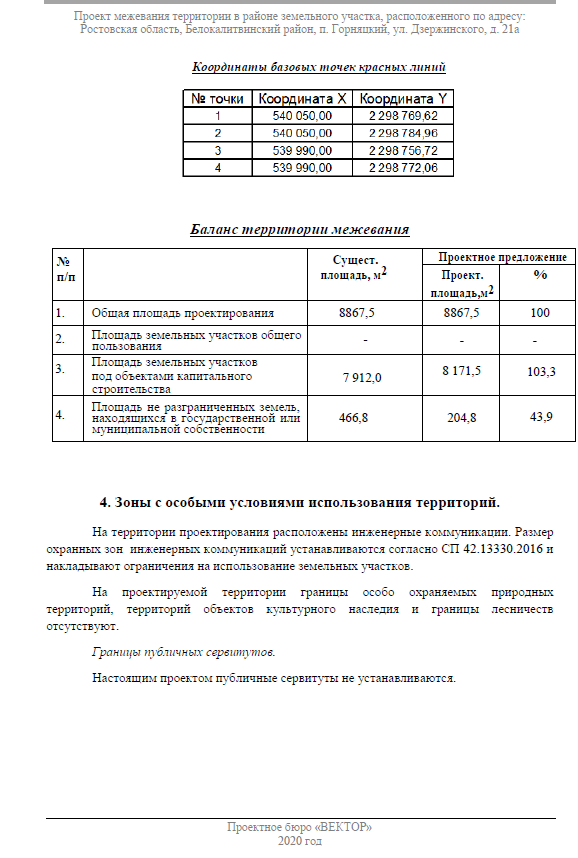 Проект межевания территории в районе земельного участка, расположенного по адресу:
Ростовская область, Белокалитвинский район, п. Горняцкий, ул. Дзержинского, д. 21а
Координаты базовых точек красных линий
№ точки Координата X Координата Y
1 540 050,00 2 298 769,62
2 540 050,00 2 298 784,96
3 539 990,00 2 298 756,72
4 539 990,00 2 298 772,06
Баланс территории межевания
№ п/п Сущест. площадь, м2 Проектное предложение
Проект. площадь,м2 %
1. Общая площадь проектирования 8867,5 8867,5 100
2. Площадь земельных участков общего
пользования - - -
3. Площадь земельных участков
под объектами капитального
строительства 7 912,0 8 171,5 103,3
4. Площадь не разграниченных земель,
находящихся в государственной или
муниципальной собственности 466,8 204,8 43,9
4. Зоны с особыми условиями использования территорий.
На территории проектирования расположены инженерные коммуникации. Размер
охранных зон инженерных коммуникаций устанавливаются согласно СП 42.13330.2016 и
накладывают ограничения на использование земельных участков.
На проектируемой территории границы особо охраняемых природных
территорий, территорий объектов культурного наследия и границы лесничеств
отсутствуют.
Границы публичных сервитутов.
Настоящим проектом публичные сервитуты не устанавливаются.
Проектное бюро «ВЕКТОР»
2020 год